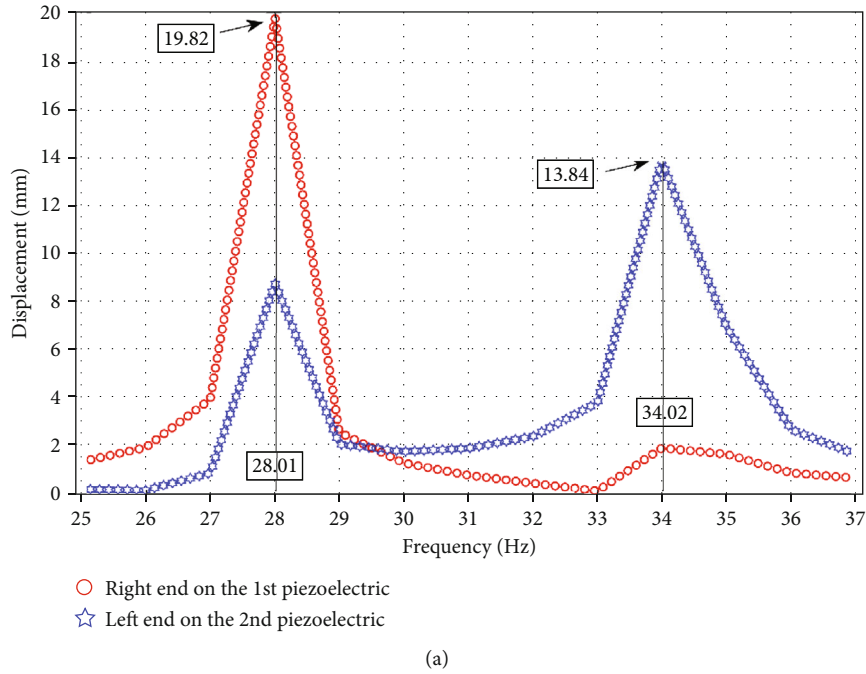 20
18
16
14
12
10
8
6
4
2
0
Displacement (mm)
19.82
13.84
28.01
34.02
25 26 27 28 29 30 31 32 33 34 35 36 37
Frequency (Hz)
Right end on the 1st piezoelectric
Left end on the 2nd piezoelectric
(a)